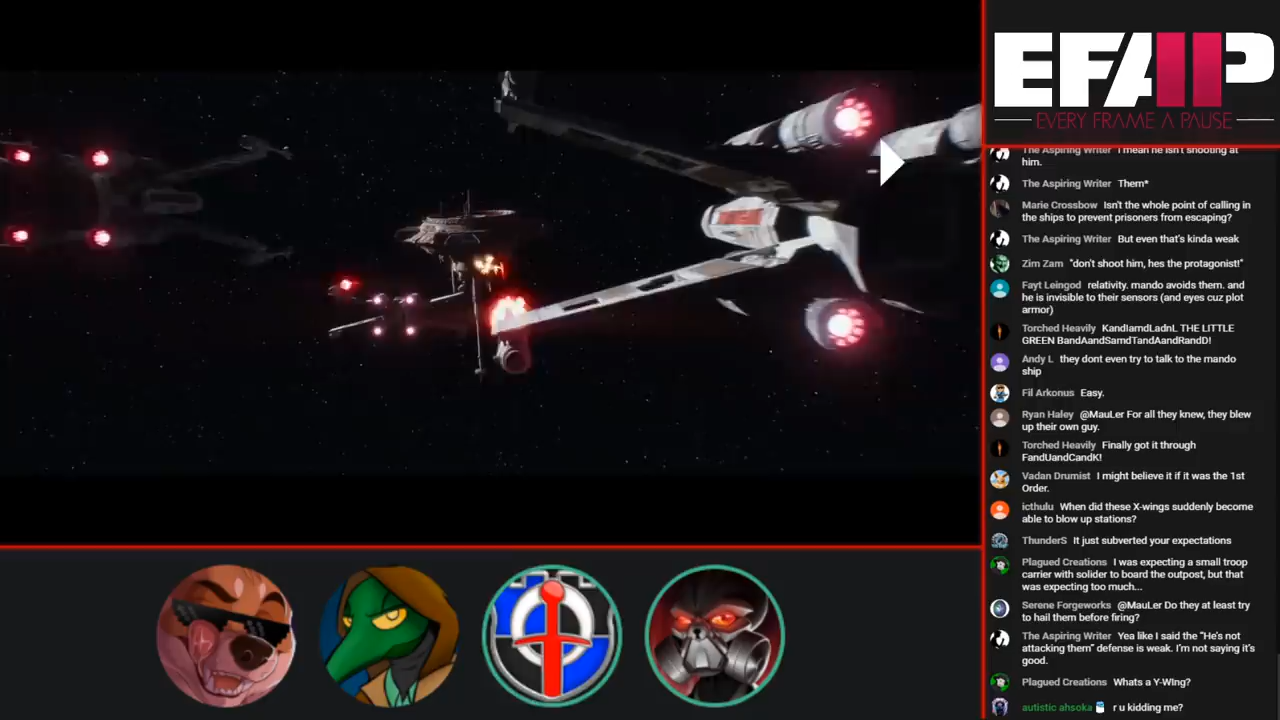 EFAP
EVERY FRAME A PAUSE
The Aspiring Writer I mean he isn't shooting at
him.
The Aspiring Writer Them*
Marie Crossbow Isn't the whole point of calling in
the ships to prevent prisoners from escaping?
The Aspiring Writer But even that's kinda weak
Zim Zam "don't shoot him, hes the protagonist!"
Fayt Leingod relativity. mando avoids them. and
he is invisible to their sensors (and eyes cuz plot
armor)
Torched Heavily KandIamdLadnL THE LITTLE
GREEN BandAandSamdTandAandRandD!
Andy L they dont even try to talk to the mando
ship
Fil Arkonus Easy.
Ryan Haley @MauLer For all they knew, they blew
up their own guy.
Torched Heavily Finally got it through
FandUandCandK!
Vadan Drumist I might believe it if it was the 1st
Order.
icthulu When did these X-wings suddenly become
able to blow up stations?
ThunderS It just subverted your expectations
Plagued Creations I was expecting a small troop
carrier with solider to board the outpost, but that
was expecting too much...
Serene Forgeworks @MauLer Do they at least try
to hail them before firing?
The Aspiring Writer Yea like I said the "He's not
attacking them" defense is weak. I'm not saying it's
good.
Plagued Creations Whats a Y-WIng?
autistic ahsoka r u kidding me?